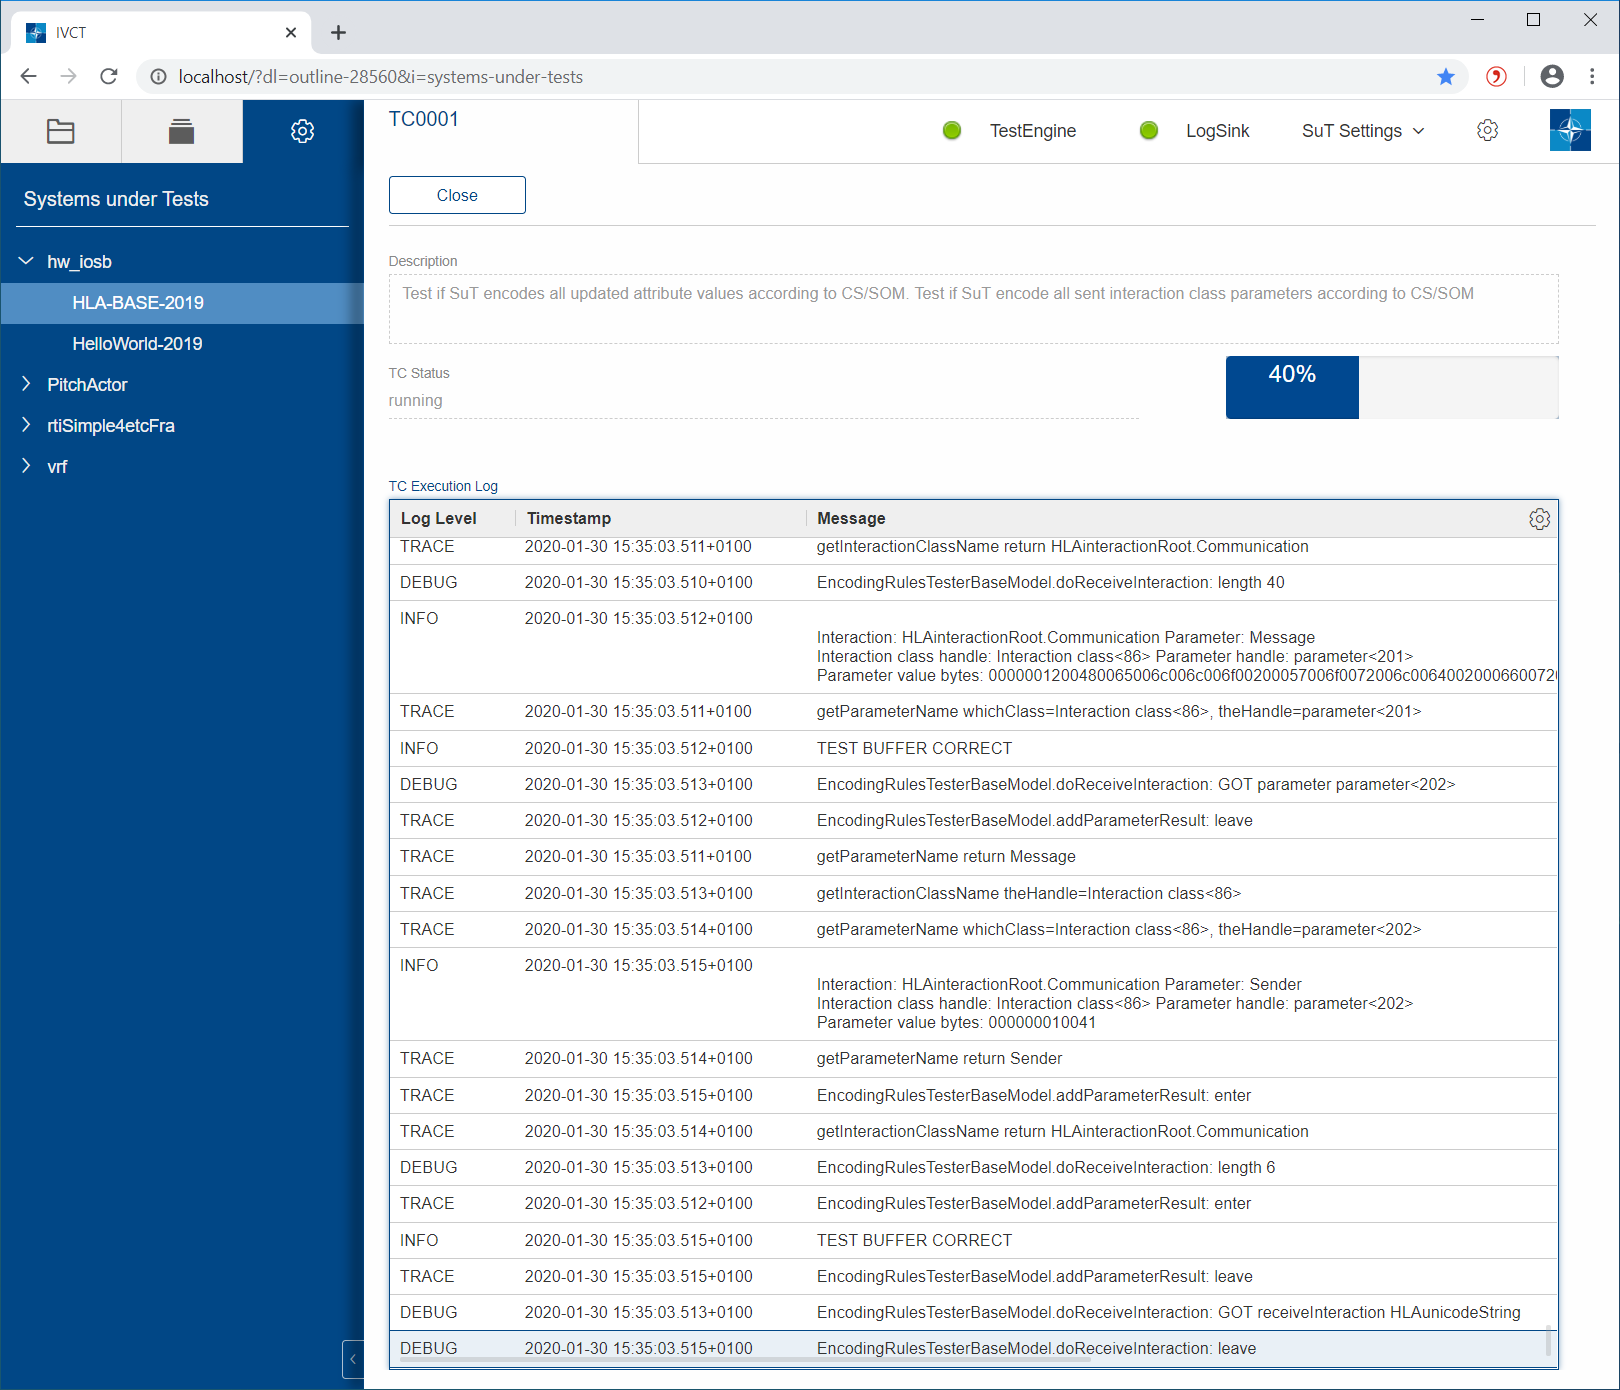 IVCT
localhost/?dl=outline-28560&i=systems-under-tests
TC0001
TestEngine
LogSink
SuT Settings
Systems under Tests
Close
hw_iosb
HLA-BASE-2019
HelloWorld-2019
PitchActor
rtiSimple4etcFra
vrf
Description
Test if SuT encodes all updated attribute values according to CS/SOM. Test if SuT encode all sent interaction class parameters according to CS/SOM
TC Status
running
40%
TC Execution Log
Log Level Timestamp Message
TRACE 2020-01-30 15:35:03.511+0100 getInteractionClassName return HLAinteractionRoot.Communication
DEBUG 2020-01-30 15:35:03.510+0100 EncodingRulesTesterBaseModel.doReceiveInteraction: length 40
INFO 2020-01-30 15:35:03.512+0100
Interaction: HLAinteractionRoot.Communication Parameter: Message
Interaction class handle: Interaction class<86> Parameter handle: parameter<201>
Parameter value bytes: 0000001200480065006c006c006f00200057006f0072006c00640020006600720
TRACE 2020-01-30 15:35:03.511+0100 getParameterName whichClass=Interaction class<86>, theHandle=parameter<201>
INFO 2020-01-30 15:35:03.512+0100 TEST BUFFER CORRECT
DEBUG 2020-01-30 15:35:03.513+0100 EncodingRulesTesterBaseModel.doReceiveInteraction: GOT parameter parameter<202>
TRACE 2020-01-30 15:35:03.512+0100 EncodingRulesTesterBaseModel.addParameterResult: leave
TRACE 2020-01-30 15:35:03.511+0100 getParameterName return Message
TRACE 2020-01-30 15:35:03.513+0100 getInteractionClassName theHandle=Interaction class<86>
TRACE 2020-01-30 15:35:03.514+0100 getParameterName whichClass=Interaction class<86>, theHandle=parameter<202>
INFO 2020-01-30 15:35:03.515+0100
Interaction: HLAinteractionRoot.Communication Parameter: Sender
Interaction class handle: Interaction class<86> Parameter handle: parameter<202>
Parameter value bytes: 000000010041
TRACE 2020-01-30 15:35:03.514+0100 getParameterName return Sender
TRACE 2020-01-30 15:35:03.515+0100 EncodingRulesTesterBaseModel.addParameterResult: enter
TRACE 2020-01-30 15:35:03.514+0100 getInteractionClassName return HLAinteractionRoot.Communication
DEBUG 2020-01-30 15:35:03.513+0100 EncodingRulesTesterBaseModel.doReceiveInteraction: length 6
TRACE 2020-01-30 15:35:03.512+0100 EncodingRulesTesterBaseModel.addParameterResult: enter
INFO 2020-01-30 15:35:03.515+0100 TEST BUFFER CORRECT
TRACE 2020-01-30 15:35:03.515+0100 EncodingRulesTesterBaseModel.addParameterResult: leave
DEBUG 2020-01-30 15:35:03.513+0100 EncodingRulesTesterBaseModel.doReceiveInteraction: GOT receiveInteraction HLAunicodeString
DEBUG 2020-01-30 15:35:03.515+0100 EncodingRulesTesterBaseModel.doReceiveInteraction: leave